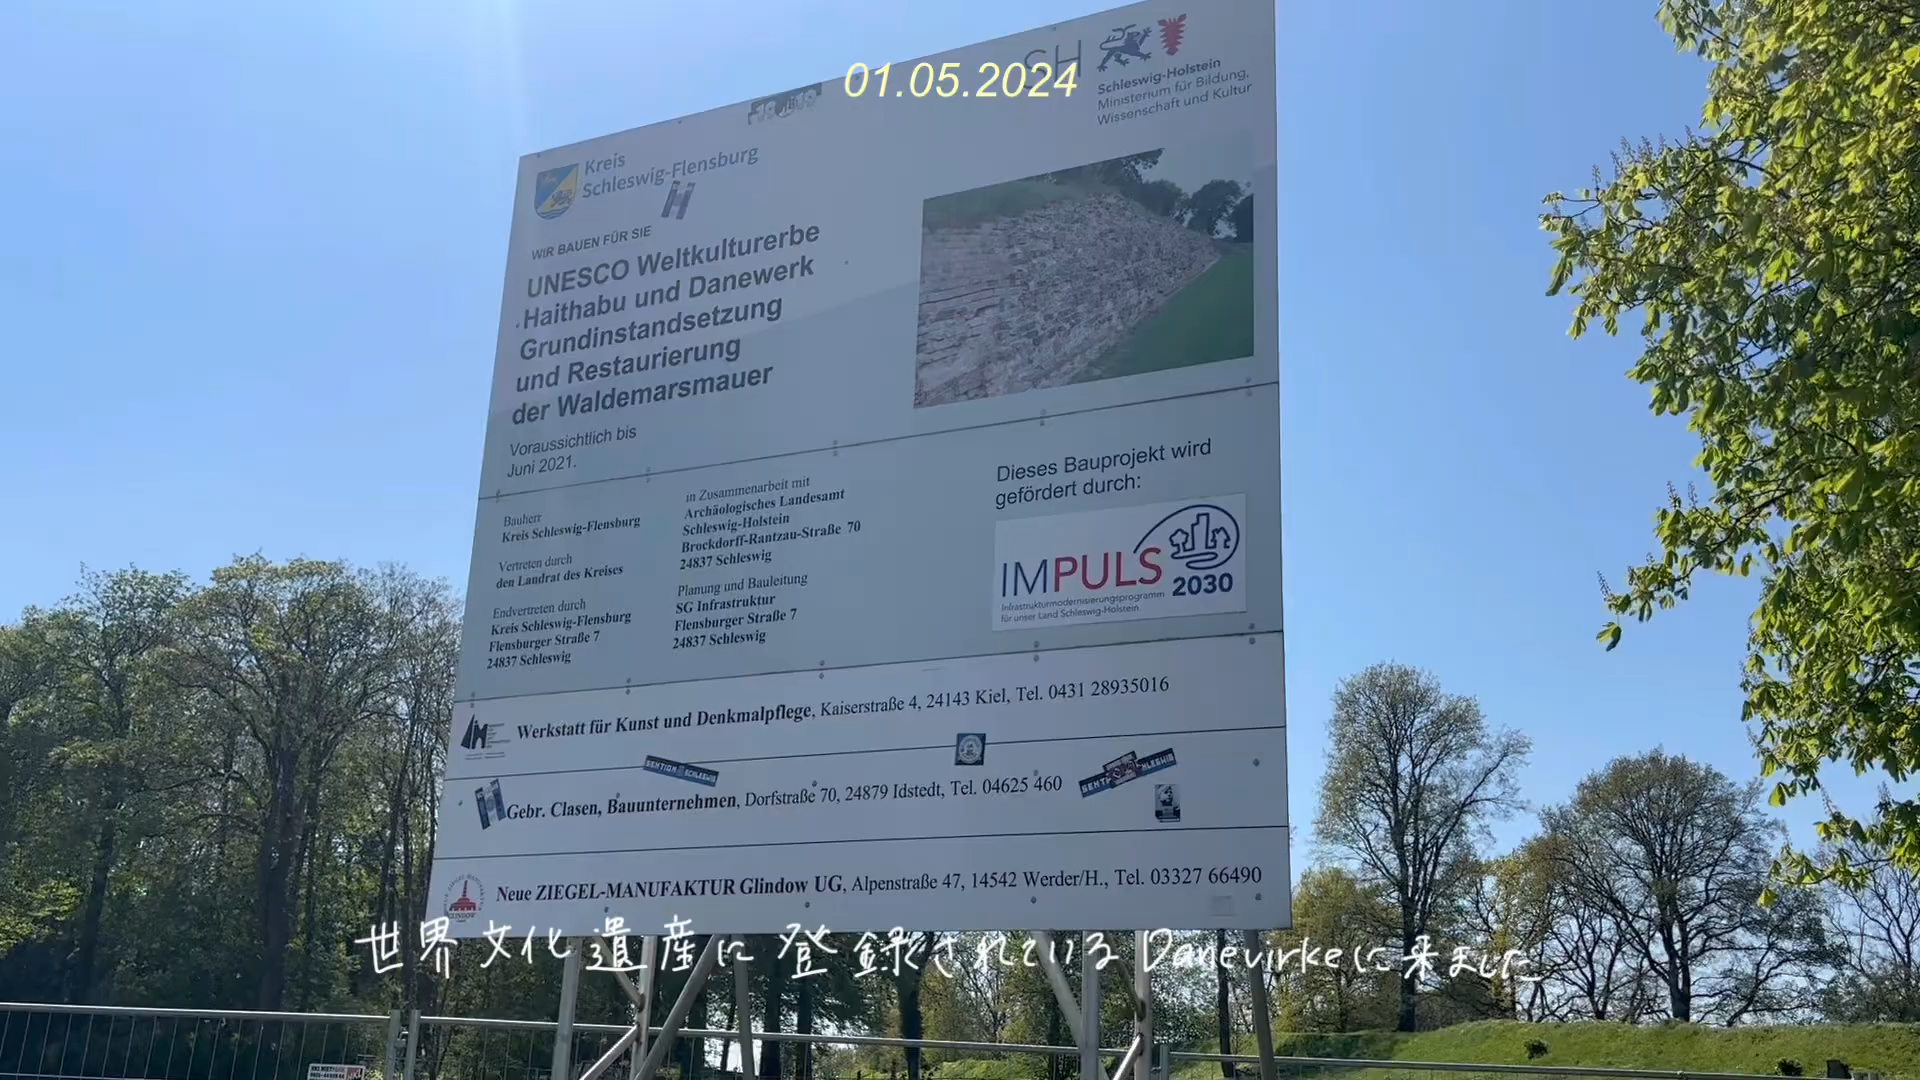 01.05.2024
SH
Schleswig-Holstein
Ministerium für Bildung,
Wissenschaft und Kultur
Kreis
Schleswig-Flensburg
WIR BAUEN FÜR SIE
UNESCO Weltkulturerbe
Haithabu und Danewerk
Grundinstandsetzung
und Restaurierung
der Waldemarsmauer
Voraussichtlich bis
Juni 2021.
Bauherr
Kreis Schleswig-Flensburg
Vertreten durch
den Landrat des Kreises
Endvertreten durch
Kreis Schleswig-Flensburg
Flensburger Straße 7
24837 Schleswig
in Zusammenarbeit mit
Archäologisches Landesamt
Schleswig-Holstein
Brockdorff-Rantzau-Straße 70
24837 Schleswig
Planung und Bauleitung
SG Infrastruktur
Flensburger Straße 7
24837 Schleswig
Dieses Bauprojekt wird
gefördert durch:
IMPULS
2030
Infrastrukturmodernisierungsprogramm
für unser Land Schleswig-Holstein
Werkstatt für Kunst und Denkmalpflege, Kaiserstraße 4, 24143 Kiel, Tel. 0431 28935016
SEKTION SCHLESWIG
Gebr. Clasen, Bauunternehmen, Dorfstraße 70, 24879 Idstedt, Tel. 04625 460
Neue ZIEGEL-MANUFAKTUR Glindow UG, Alpenstraße 47, 14542 Werder/H., Tel. 03327 66490
GLINDOW
世界文化遺産に登録されているDanevirkeに来ました